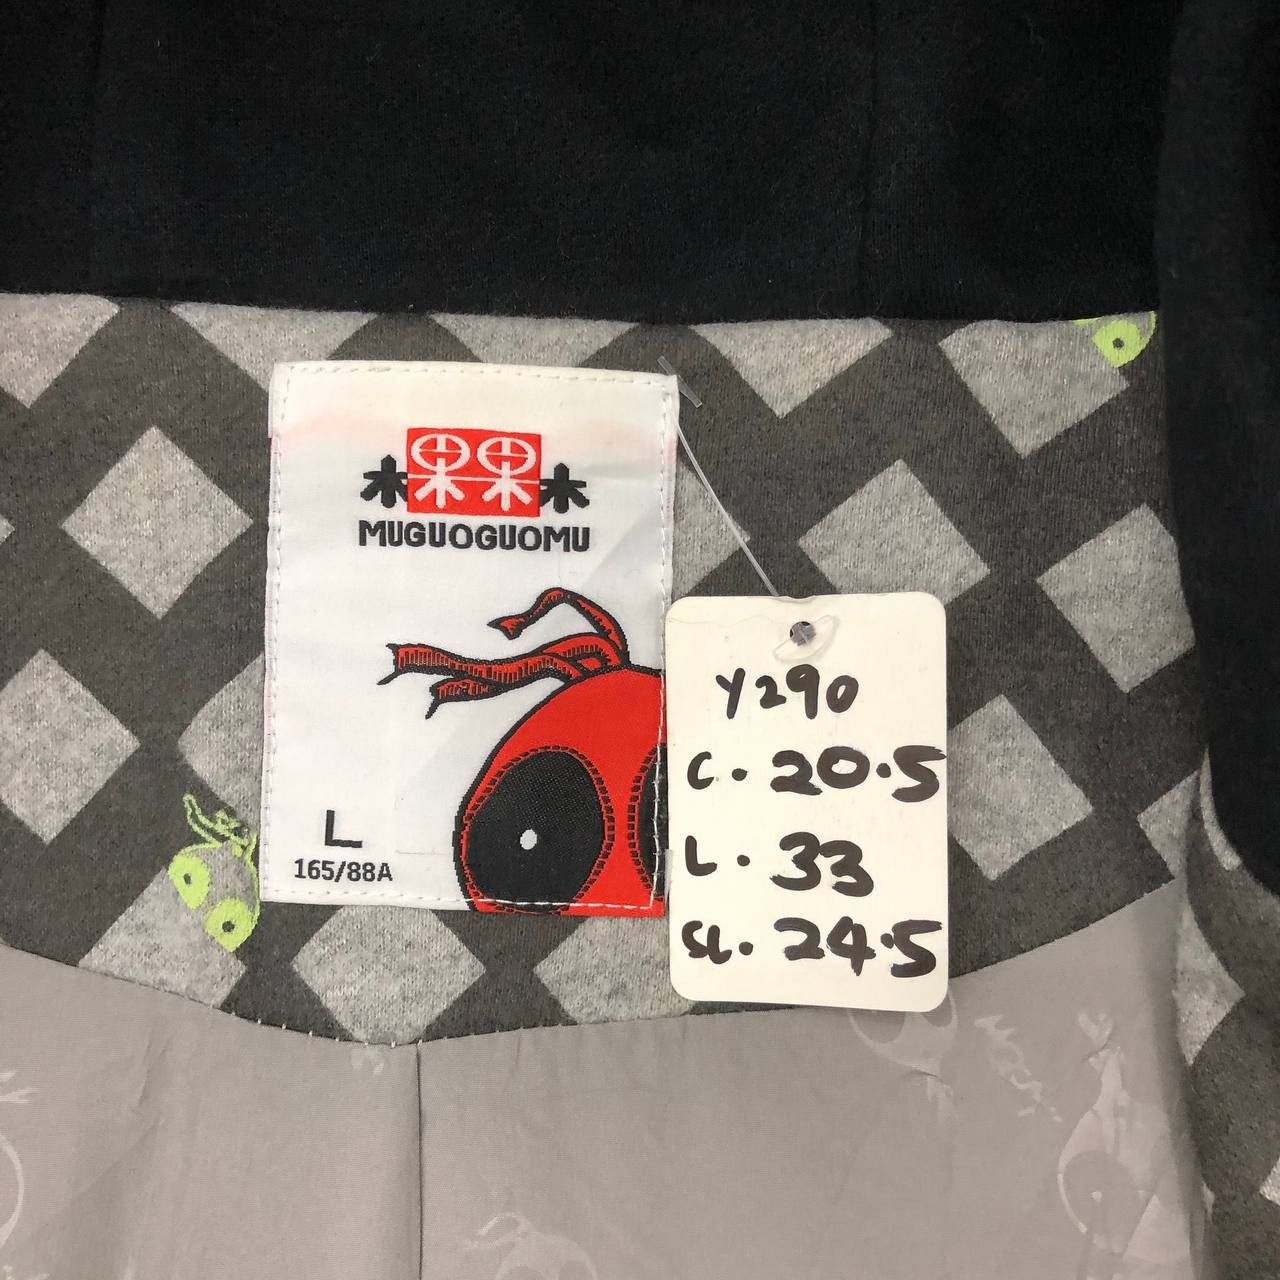 木果果木
MUGUOGUOMU
L
165/88A
Y290
C. 20.5
L. 33
SL. 24.5